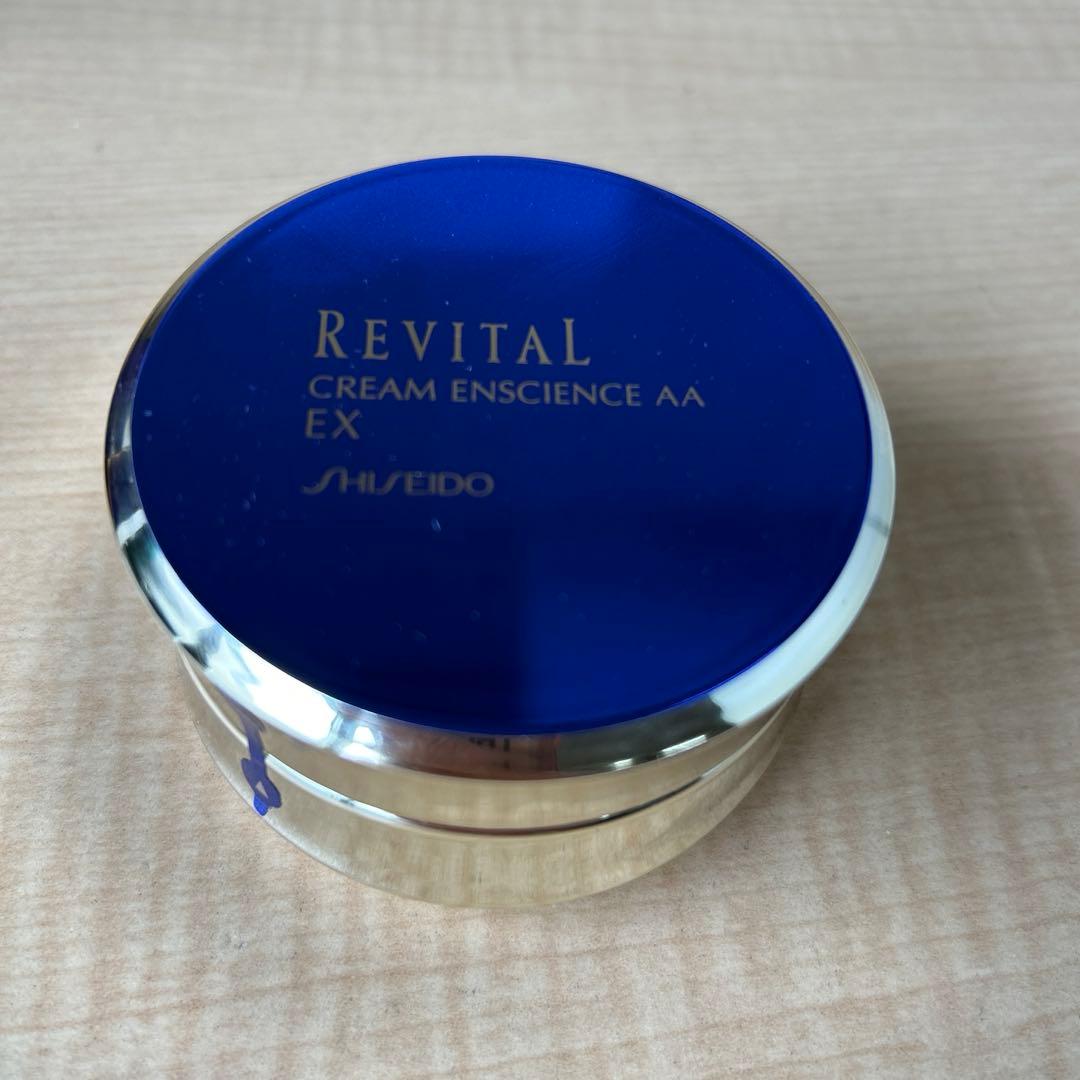 REVITAL
CREAM ENSCIENCE AA
EX
SHISEIDO